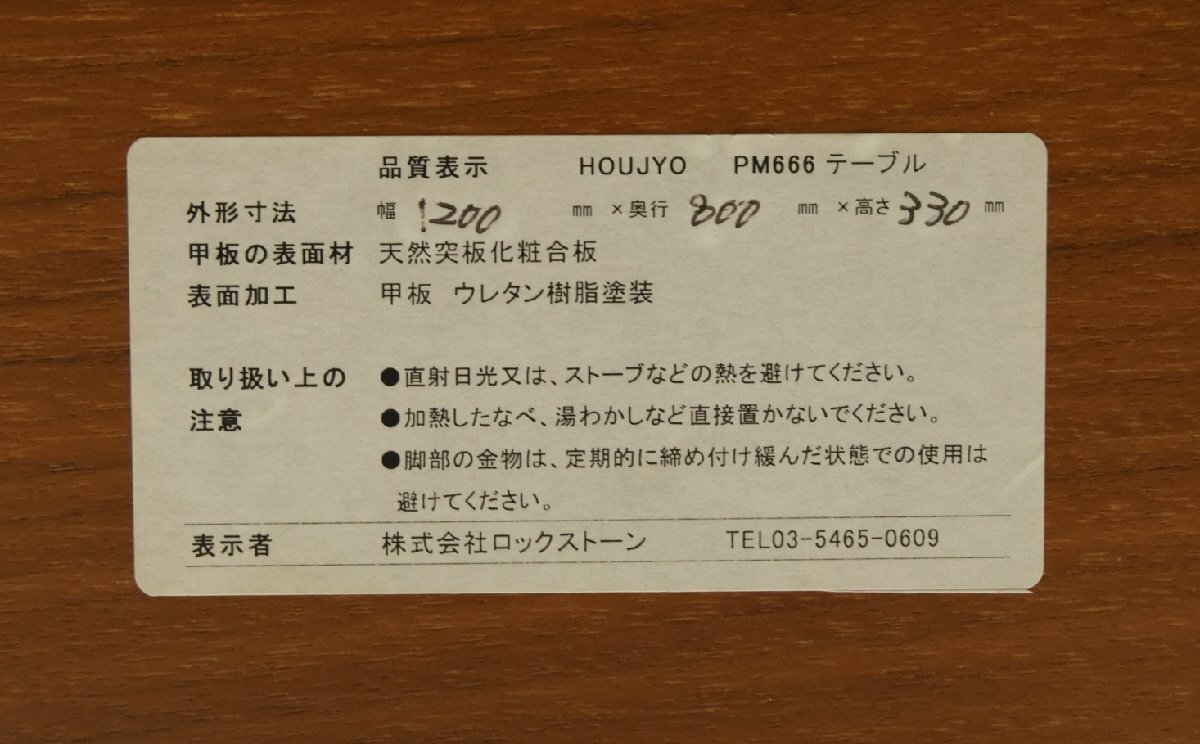 品質表示 HOUJYO PM666 テーブル
外形寸法 幅 1200 mm ×奥行 800 mm ×高さ 330 mm
甲板の表面材 天然突板化粧合板
表面加工 甲板 ウレタン樹脂塗装
取り扱い上の ●直射日光又は、ストーブなどの熱を避けてください。
注意 ●加熱したなべ、湯わかしなど直接置かないでください。
●脚部の金物は、定期的に締め付け緩んだ状態での使用は
避けてください。
表示者 株式会社ロックストーン TEL03-5465-0609